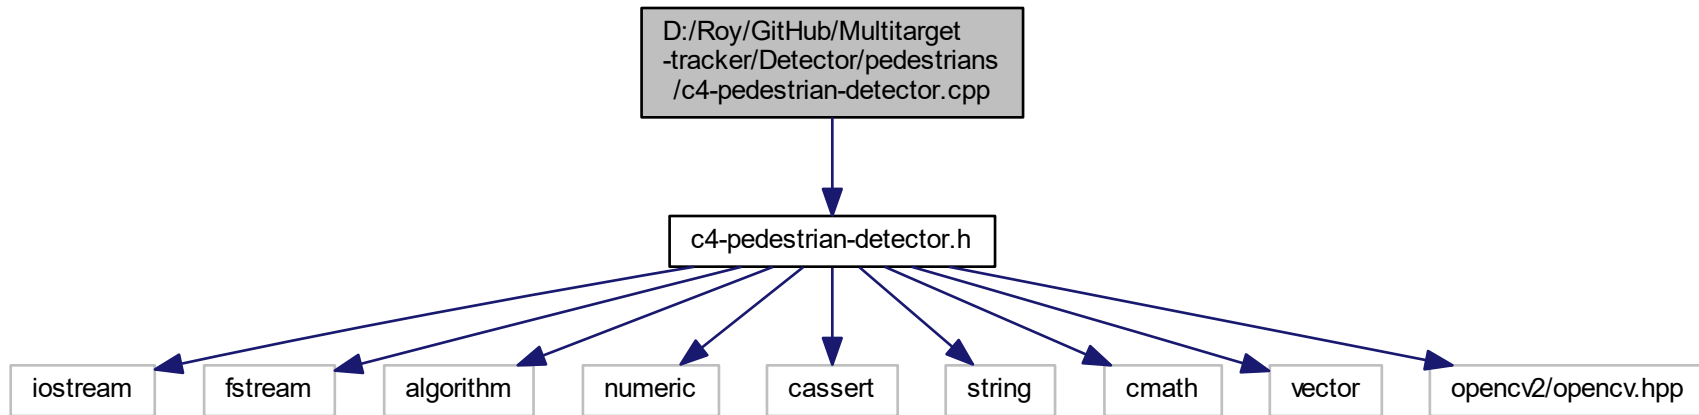 D:/Roy/GitHub/Multitarget
-tracker/Detector/pedestrians
/c4-pedestrian-detector.cpp
c4-pedestrian-detector.h
iostream
fstream
algorithm
numeric
cassert
string
cmath
vector
opencv2/opencv.hpp